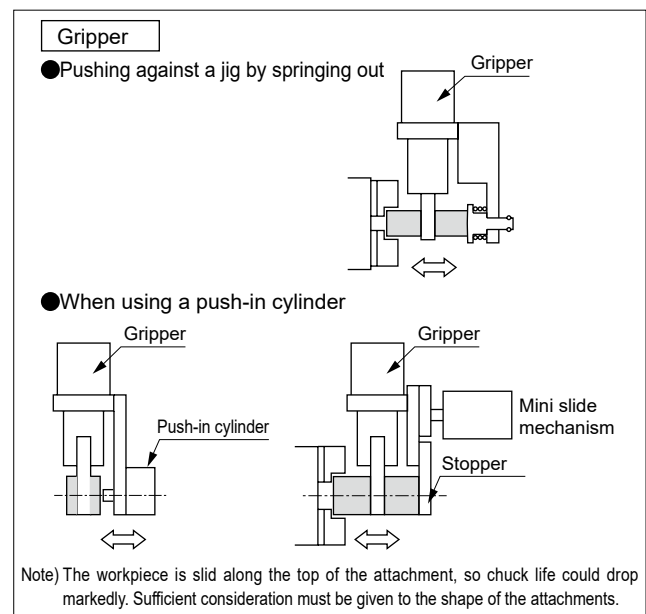 Gripper
●Pushing against a jig by springing out
Gripper
●When using a push-in cylinder
Gripper
Push-in cylinder
Gripper
Mini slide
mechanism
Stopper
Note) The workpiece is slid along the top of the attachment, so chuck life could drop
markedly. Sufficient consideration must be given to the shape of the attachments.